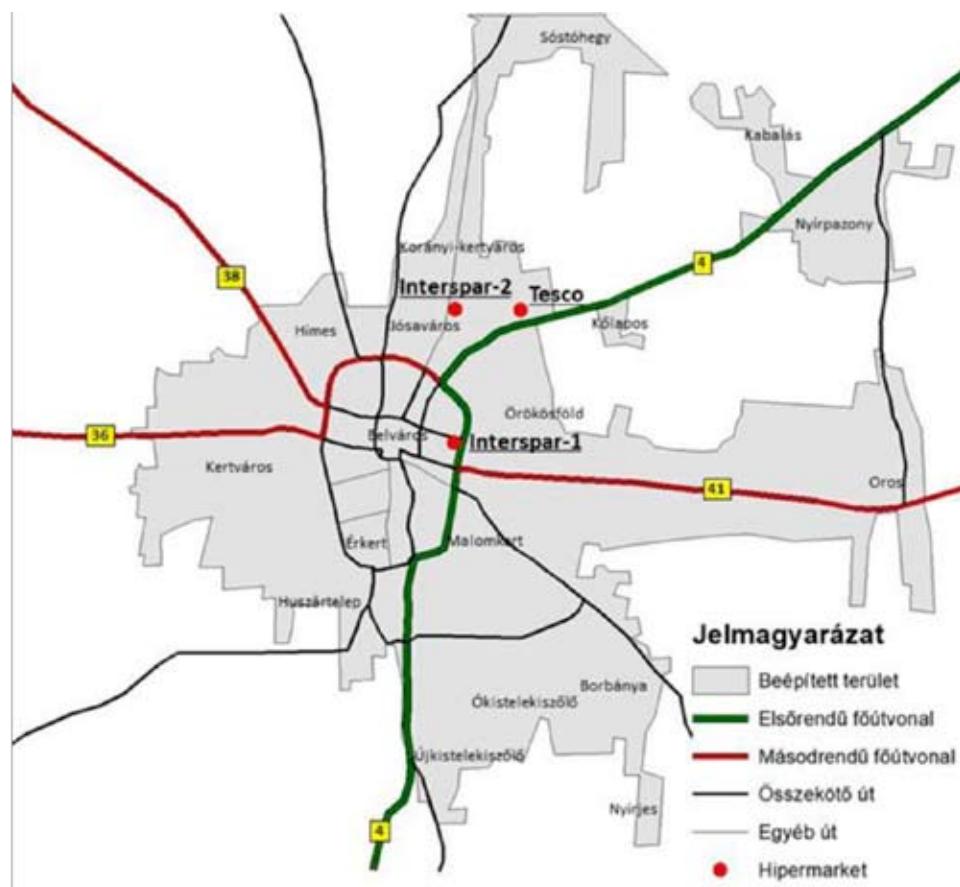 Sóstóhegy
Kabalás
Nyírpazony
Korányi-kertváros
4
38
Interspar-2
Tesco
Jósaváros
Kőlapos
Hímes
Örökösföld
36
Belváros
Interspar-1
Kertváros
Oros
41
Érkert
Malomkert
Huszártelep
Jelmagyarázat
Beépített terület
Borbánya
Ókistelekiszőlő
Elsőrendű főútvonal
Újkistelekiszőlő
Másodrendű főútvonal
Összekötő út
Nyírjes
4
Egyéb út
Hipermarket